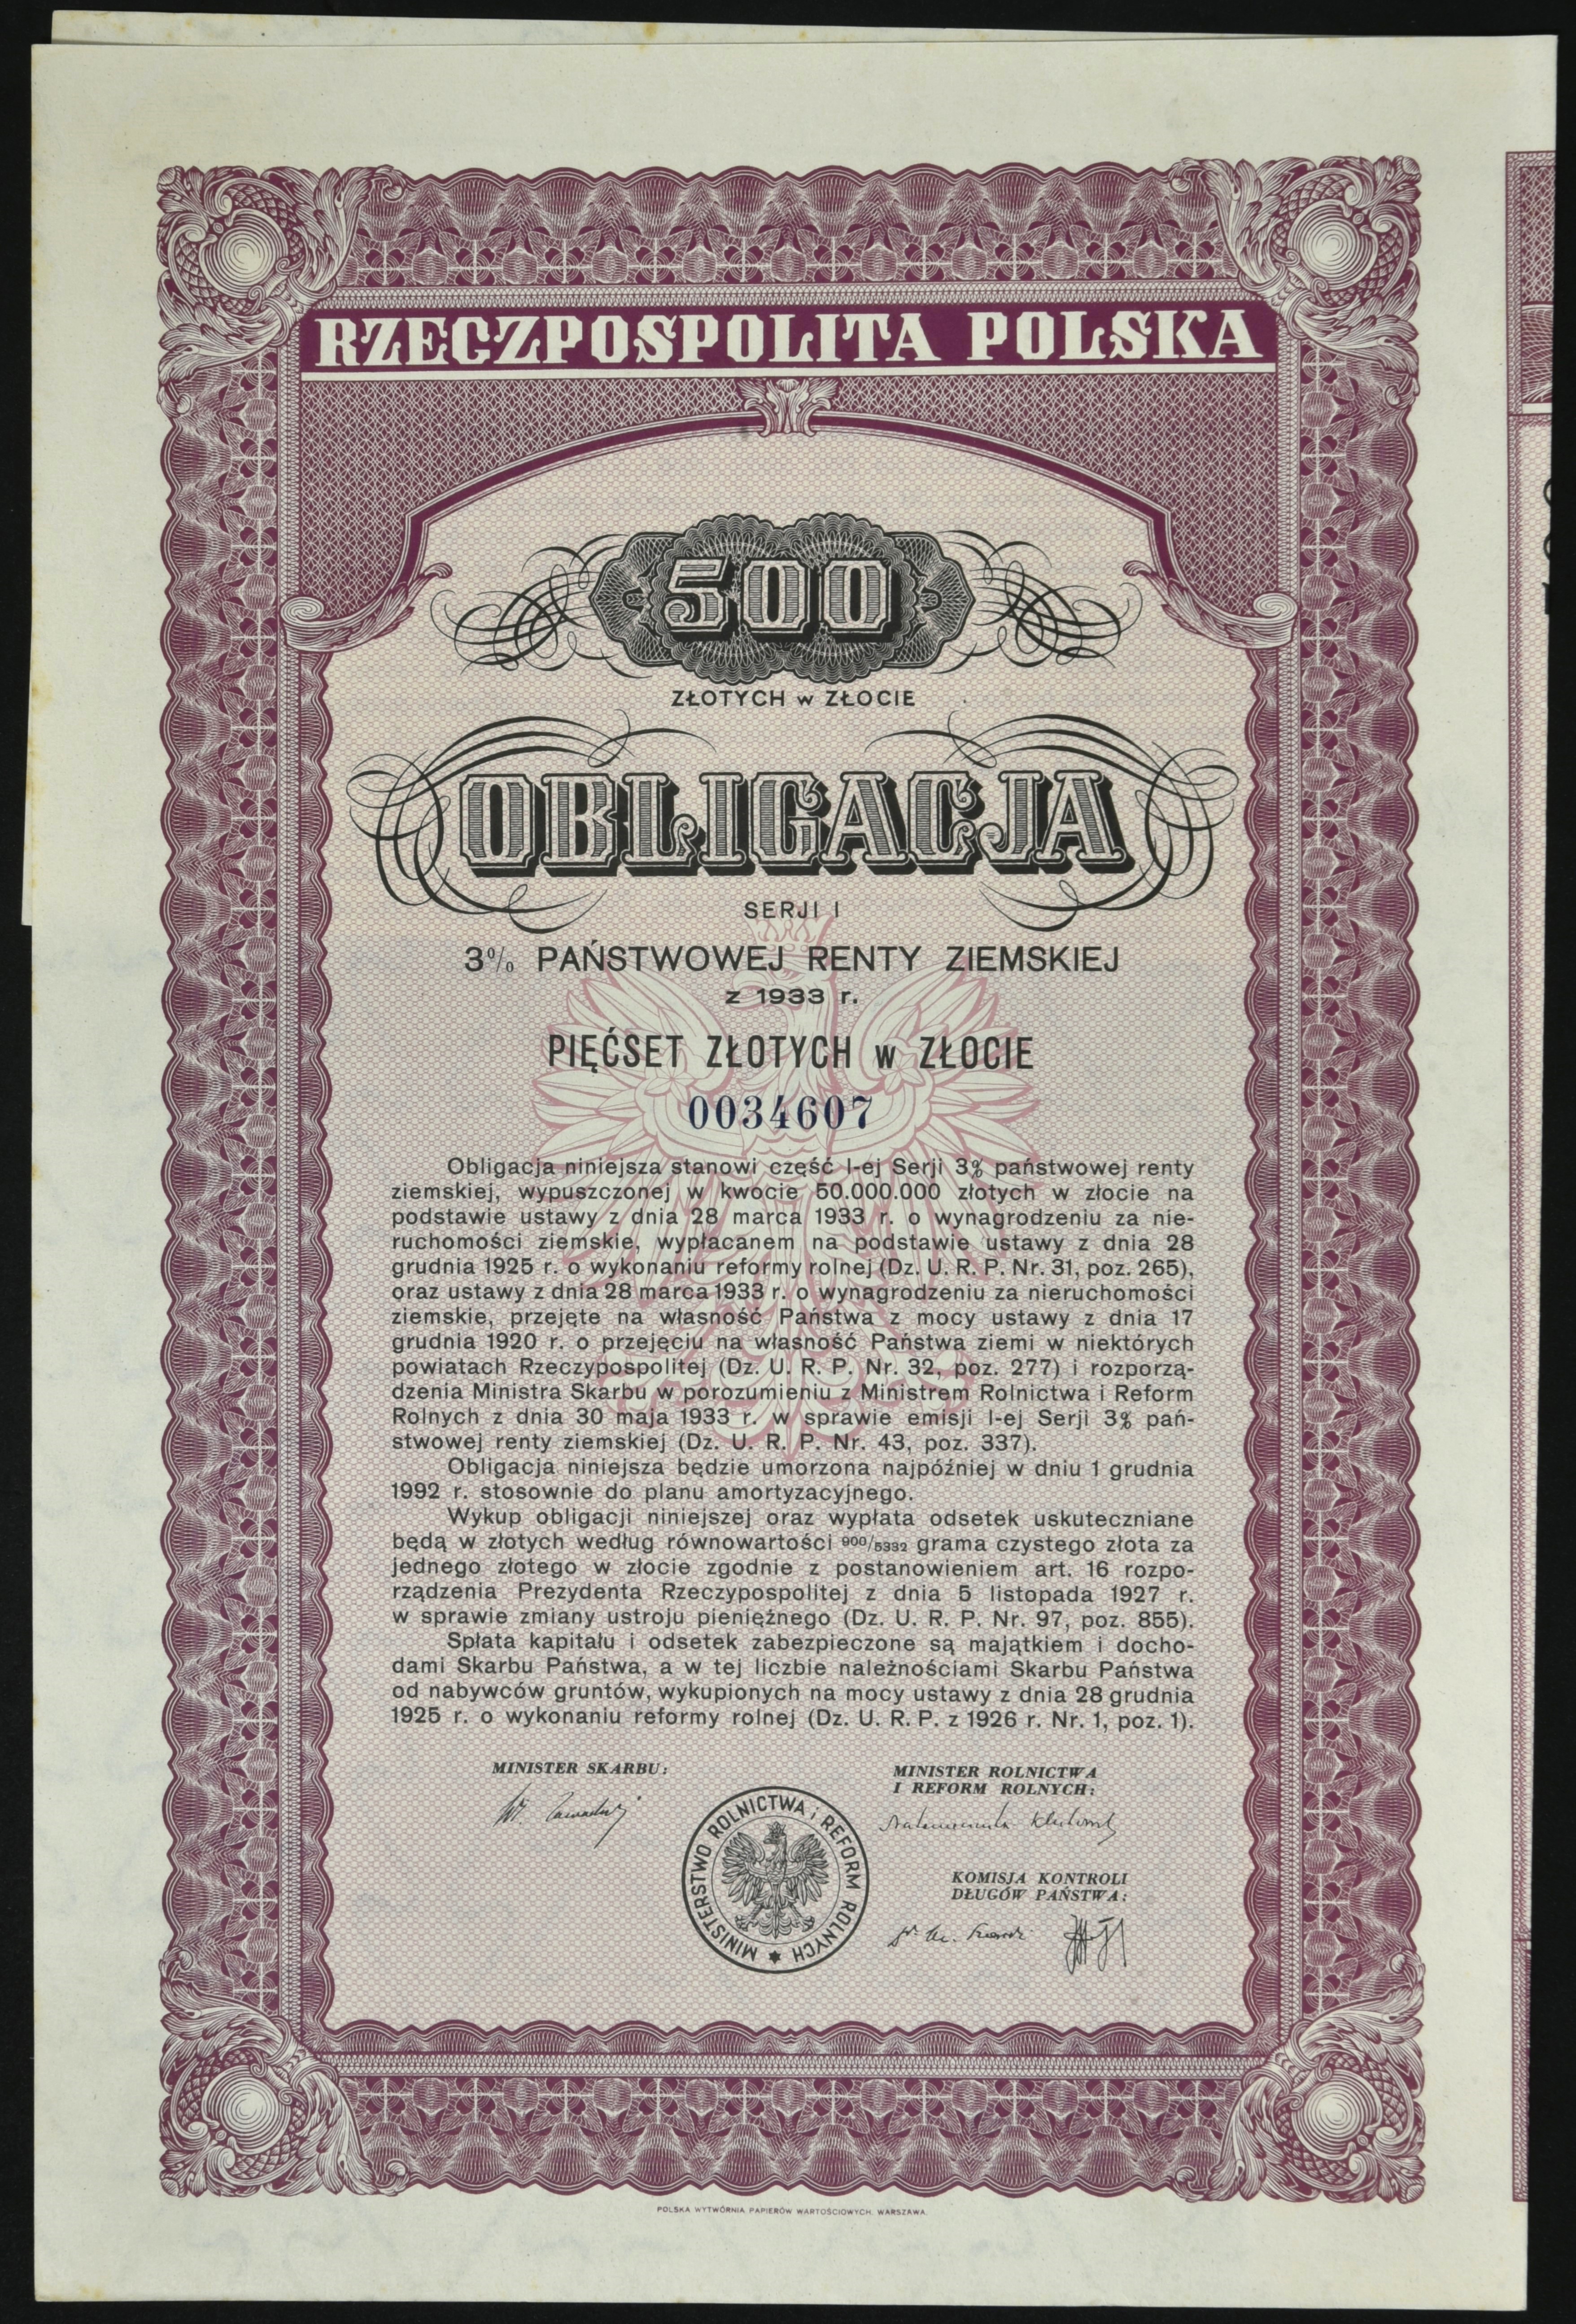 RZECZPOSPOLITA POLSKA
500
ZŁOTYCH w ZŁOCIE
OBLIGACJA
SERJI I
3% PAŃSTWOWEJ RENTY ZIEMSKIEJ
z 1933 r.
PIĘĆSET ZŁOTYCH w ZŁOCIE
0034607
Obligacja niniejsza stanowi część I-ej Serji 3% państwowej renty
ziemskiej, wypuszczonej w kwocie 50.000.000 złotych w złocie na
podstawie ustawy z dnia 28 marca 1933 r. o wynagrodzeniu za nie-
ruchomości ziemskie, wypłacanem na podstawie ustawy z dnia 28
grudnia 1925 r. o wykonaniu reformy rolnej (Dz. U. R. P. Nr. 31, poz. 265),
oraz ustawy z dnia 28 marca 1933 r. o wynagrodzeniu za nieruchomości
ziemskie, przejęte na własność Państwa z mocy ustawy z dnia 17
grudnia 1920 r. o przejęciu na własność Państwa ziemi w niektórych
powiatach Rzeczypospolitej (Dz. U. R. P. Nr. 32, poz. 277) i rozporzą-
dzenia Ministra Skarbu w porozumieniu z Ministrem Rolnictwa i Reform
Rolnych z dnia 30 maja 1933 r. w sprawie emisji I-ej Serji 3% pań-
stwowej renty ziemskiej (Dz. U. R. P. Nr. 43, poz. 337).
Obligacja niniejsza będzie umorzona najpóźniej w dniu 1 grudnia
1992 r. stosownie do planu amortyzacyjnego.
Wykup obligacji niniejszej oraz wypłata odsetek uskuteczniane
będą w złotych według równowartości 900/5332 grama czystego złota za
jednego złotego w złocie zgodnie z postanowieniem art. 16 rozpo-
rządzenia Prezydenta Rzeczypospolitej z dnia 5 listopada 1927 r.
w sprawie zmiany ustroju pieniężnego (Dz. U. R. P. Nr. 97, poz. 855).
Spłata kapitału i odsetek zabezpieczone są majątkiem i docho-
dami Skarbu Państwa, a w tej liczbie należnościami Skarbu Państwa
od nabywców gruntów, wykupionych na mocy ustawy z dnia 28 grudnia
1925 r. o wykonaniu reformy rolnej (Dz. U. R. P. z 1926 r. Nr. 1, poz. 1).
MINISTER SKARBU:
MINISTER ROLNICTWA
I REFORM ROLNYCH:
MINISTERSTWO ROLNICTWA i REFORM ROLNYCH
KOMISJA KONTROLI
DŁUGÓW PAŃSTWA:
POLSKA WYTWÓRNIA PAPIERÓW WARTOŚCIOWYCH. WARSZAWA.